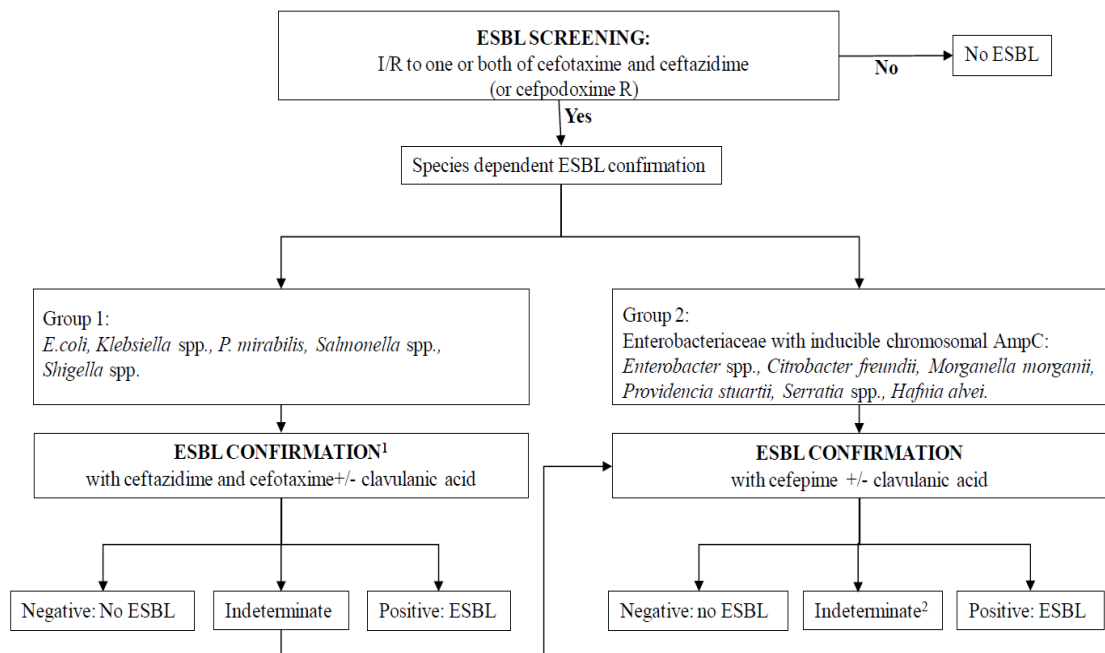 ESBL SCREENING:
I/R to one or both of cefotaxime and ceftazidime
(or cefpodoxime R)
No
No ESBL
Yes
Species dependent ESBL confirmation
Group 1:
E.coli, Klebsiella spp., P. mirabilis, Salmonella spp.,
Shigella spp.
Group 2:
Enterobacteriaceae with inducible chromosomal AmpC:
Enterobacter spp., Citrobacter freundii, Morganella morganii,
Providencia stuartii, Serratia spp., Hafnia alvei.
ESBL CONFIRMATION¹
with ceftazidime and cefotaxime+/- clavulanic acid
ESBL CONFIRMATION
with cefepime +/- clavulanic acid
Negative: No ESBL
Indeterminate
Positive: ESBL
Negative: no ESBL
Indeterminate²
Positive: ESBL